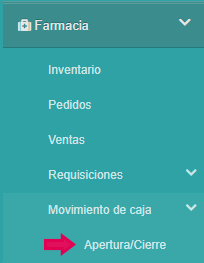 Farmacia
Inventario
Pedidos
Ventas
Requisiciones
Movimiento de caja
Apertura/Cierre